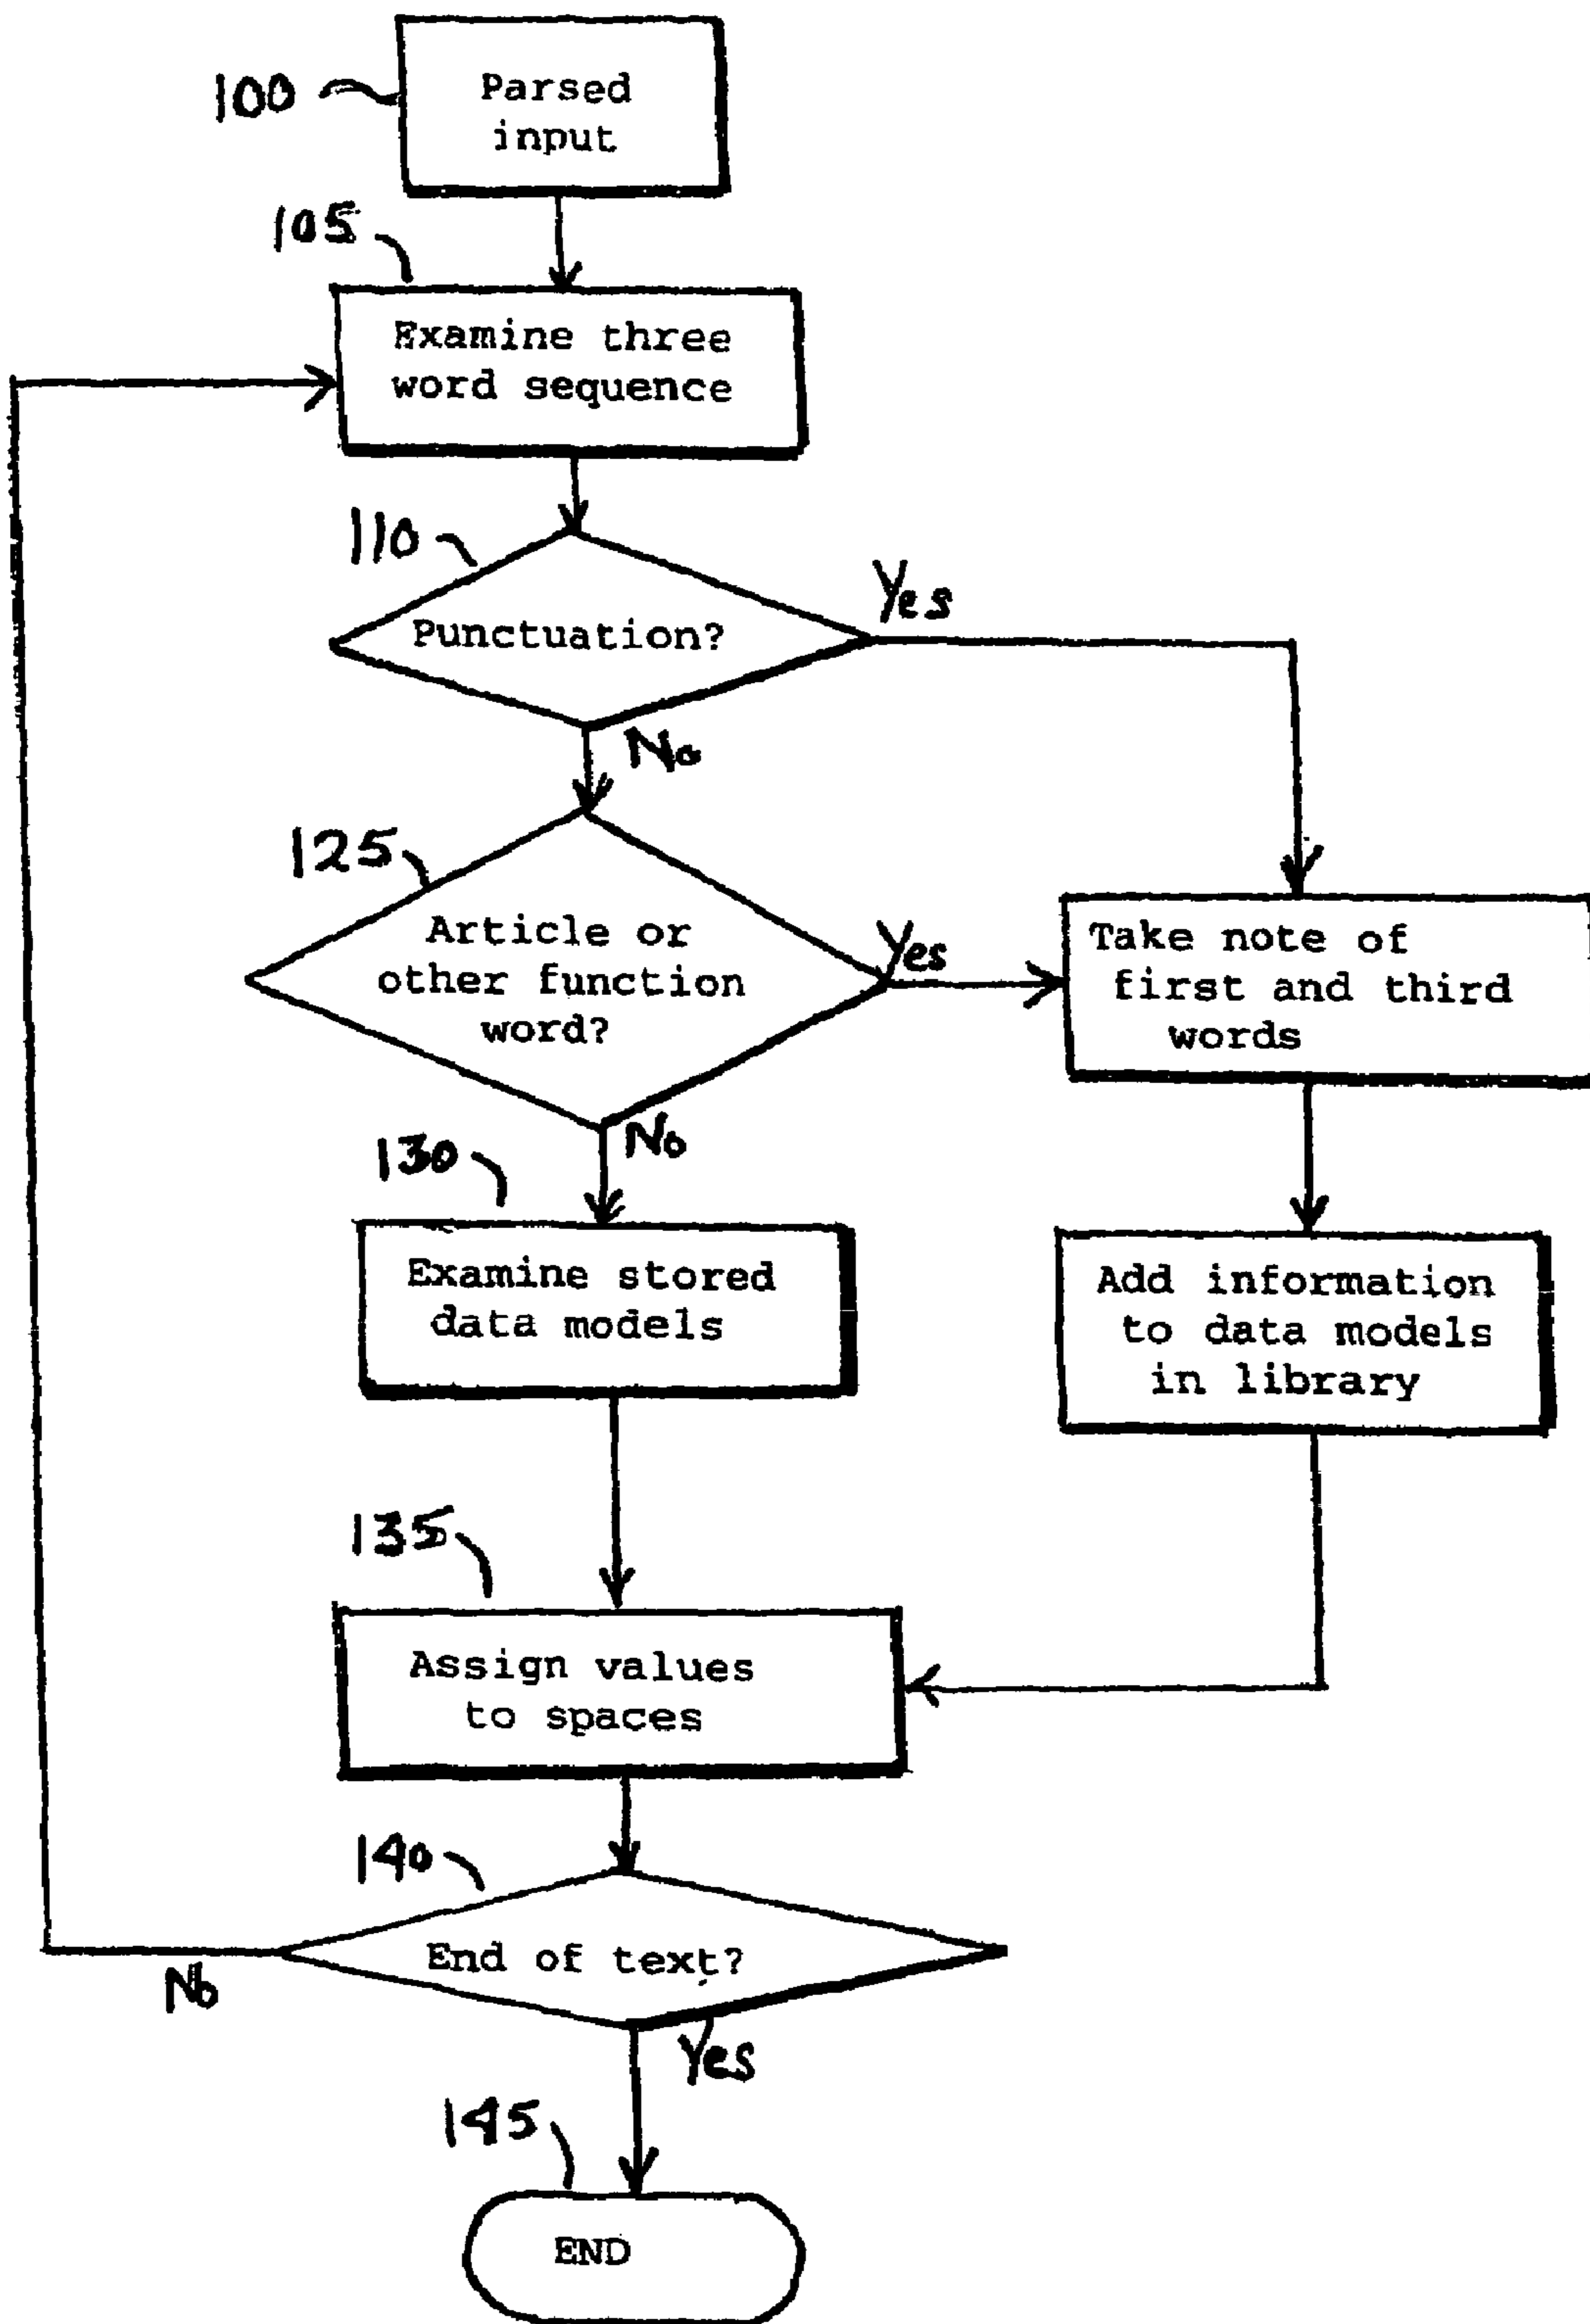 100
Parsed
input
105
Examine three
word sequence
110
Punctuation?
Yes
No
125
Article or
other function
word?
Yes
Take note of
first and third
words
No
130
Examine stored
data models
Add information
to data models
in library
135
Assign values
to spaces
140
End of text?
No
Yes
145
END